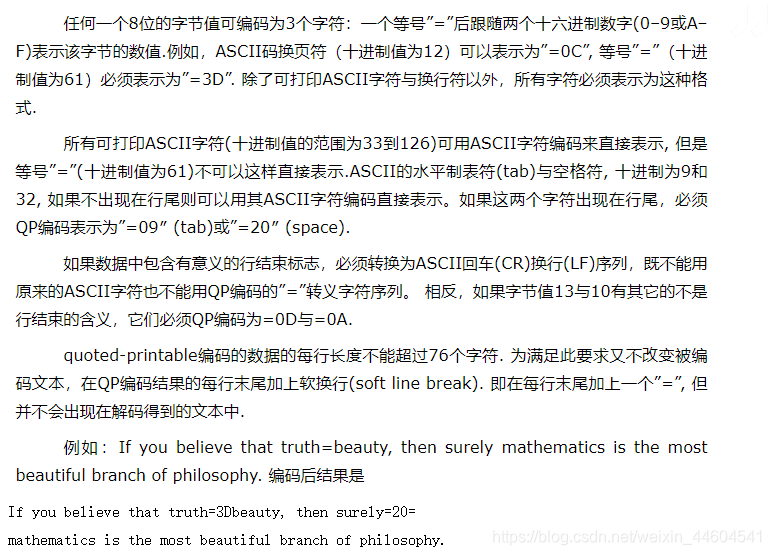 任何一个8位的字节值可编码为3个字符：一个等号”=”后跟随两个十六进制数字(0–9或A–
F)表示该字节的数值.例如，ASCII码换页符（十进制值为12）可以表示为”=0C”, 等号”=”（十进
制值为61）必须表示为”=3D”. 除了可打印ASCII字符与换行符以外，所有字符必须表示为这种格
式.
所有可打印ASCII字符(十进制值的范围为33到126)可用ASCII字符编码来直接表示, 但是
等号”=”(十进制值为61)不可以这样直接表示.ASCII的水平制表符(tab)与空格符, 十进制为9和
32, 如果不出现在行尾则可以用其ASCII字符编码直接表示。如果这两个字符出现在行尾，必须
QP编码表示为”=09” (tab)或”=20” (space).
如果数据中包含有意义的行结束标志，必须转换为ASCII回车(CR)换行(LF)序列，既不能用
原来的ASCII字符也不能用QP编码的”=”转义字符序列。 相反，如果字节值13与10有其它的不是
行结束的含义，它们必须QP编码为=0D与=0A.
quoted-printable编码的数据的每行长度不能超过76个字符. 为满足此要求又不改变被编
码文本，在QP编码结果的每行末尾加上软换行(soft line break). 即在每行末尾加上一个”=”, 但
并不会出现在解码得到的文本中.
例如：If you believe that truth=beauty, then surely mathematics is the most
beautiful branch of philosophy. 编码后结果是
If you believe that truth=3Dbeauty, then surely=20=
mathematics is the most beautiful branch of philosophy.
https://blog.csdn.net/weixin_44604541